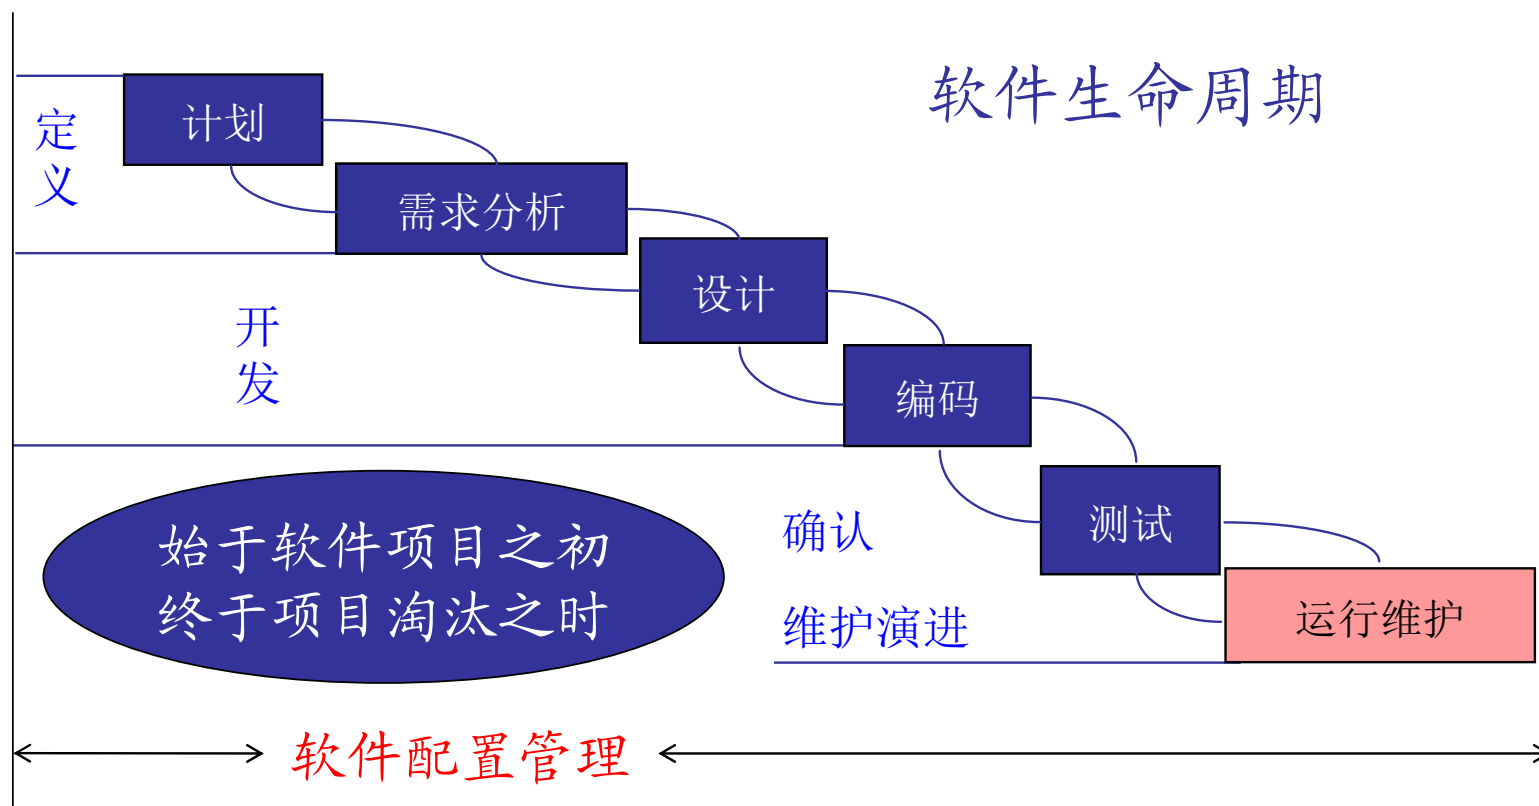 软件生命周期
定义
计划
需求分析
设计
开发
编码
测试
确认
运行维护
维护演进
始于软件项目之初
终于项目淘汰之时
软件配置管理